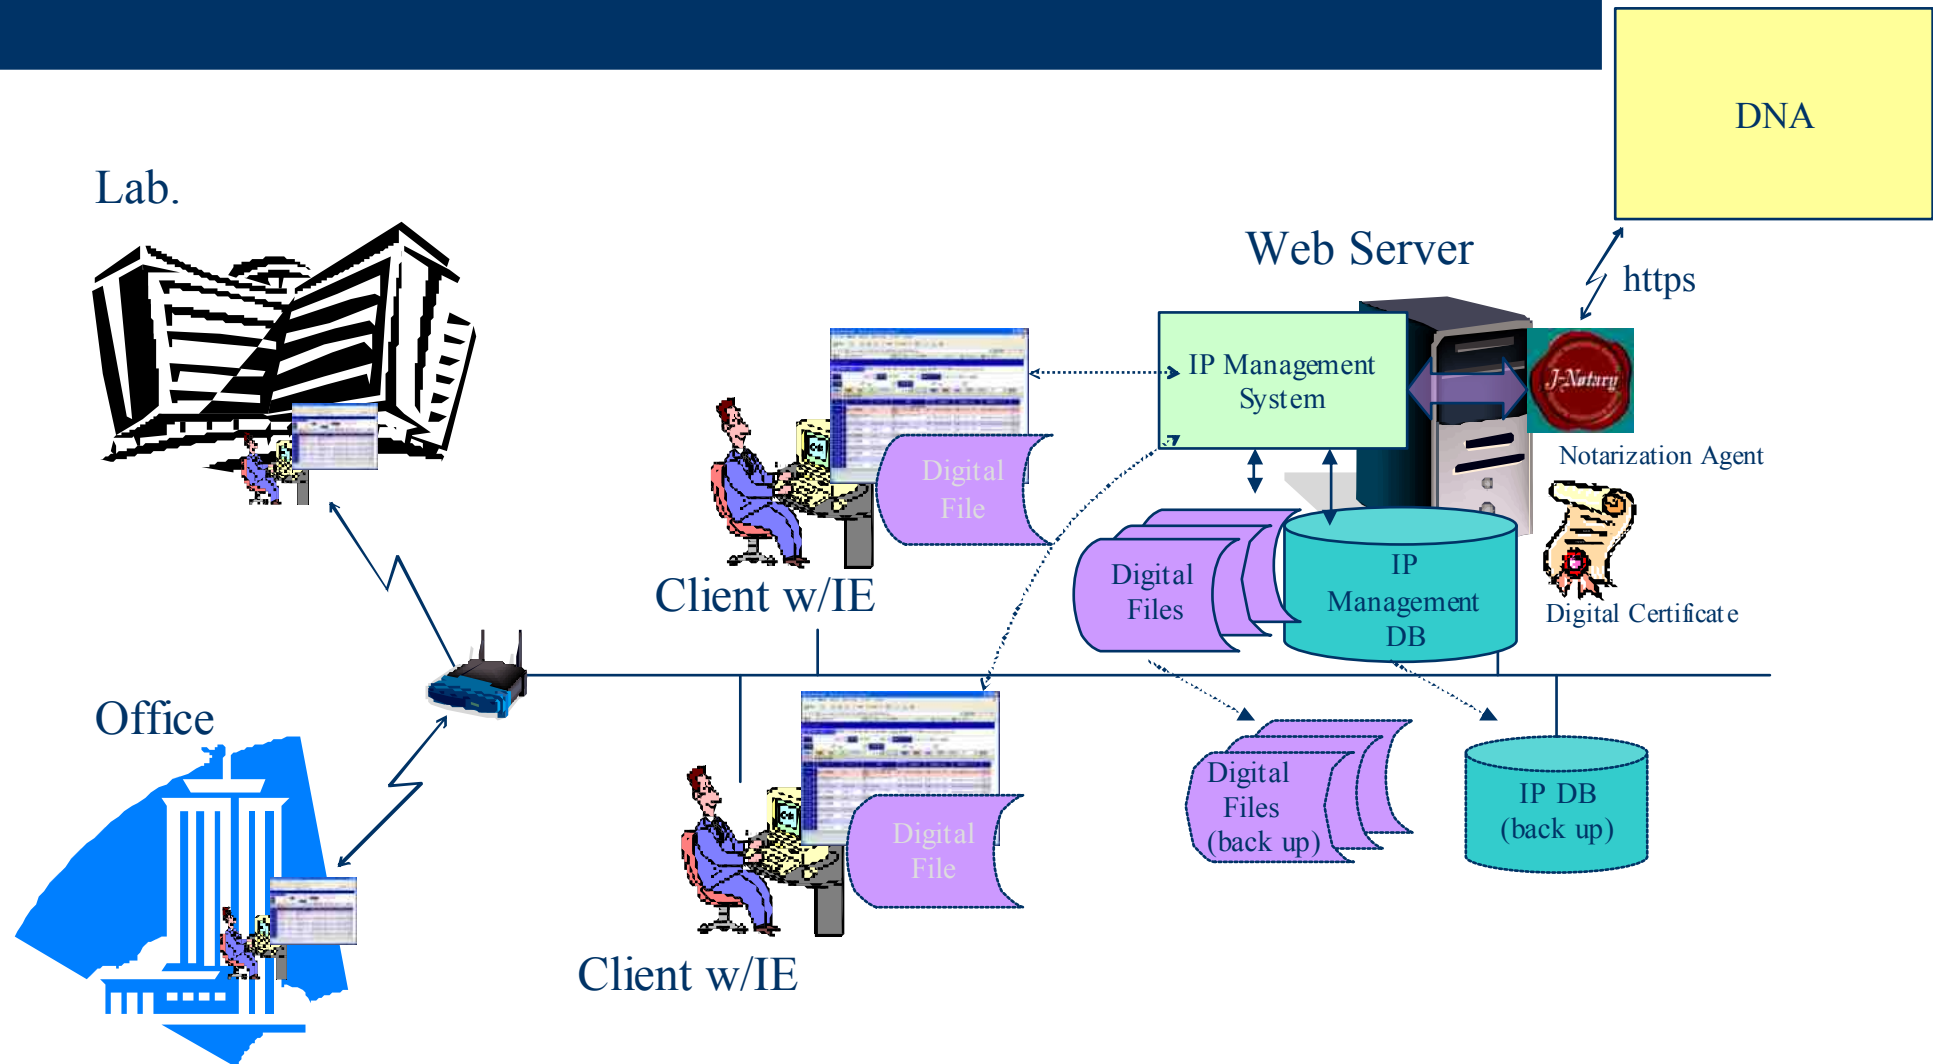 DNA
Lab.
Web Server
https
IP Management
System
J-Notary
Notarization Agent
Digital
File
Digital
Files
IP
Management
DB
Client w/IE
Digital Certificate
Office
Digital
Files
(back up)
IP DB
(back up)
Digital
File
Client w/IE